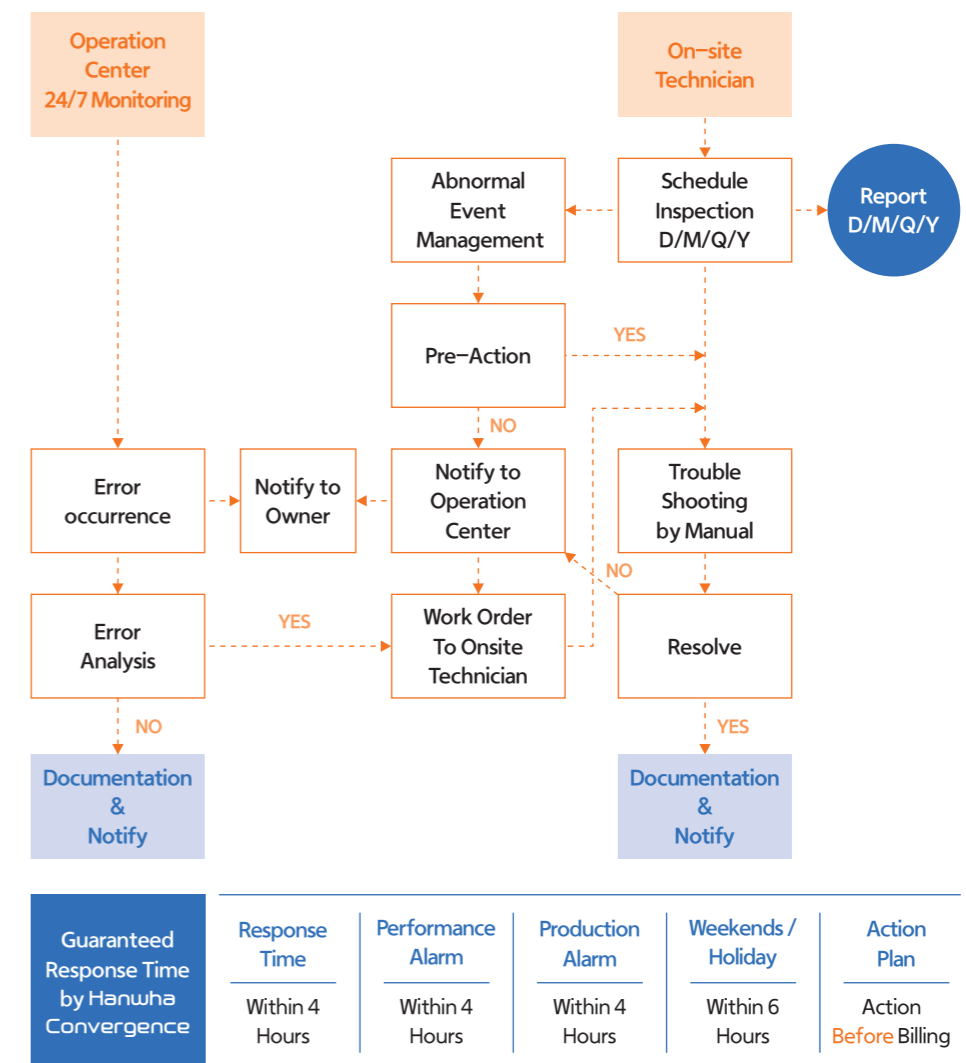 Operation
Center
24/7 Monitoring
On-site
Technician
Abnormal
Event
Management
Schedule
Inspection
D/M/Q/Y
Report
D/M/Q/Y
Pre-Action
YES
NO
Error
occurrence
Notify to
Owner
Notify to
Operation
Center
Trouble
Shooting
by Manual
NO
Error
Analysis
YES
Work Order
To Onsite
Technician
Resolve
NO
YES
Documentation
&
Notify
Documentation
&
Notify
Guaranteed
Response Time
by Hanwha
Convergence
Response
Time
Within 4
Hours
Performance
Alarm
Within 4
Hours
Production
Alarm
Within 4
Hours
Weekends /
Holiday
Within 6
Hours
Action
Plan
Action
Before Billing